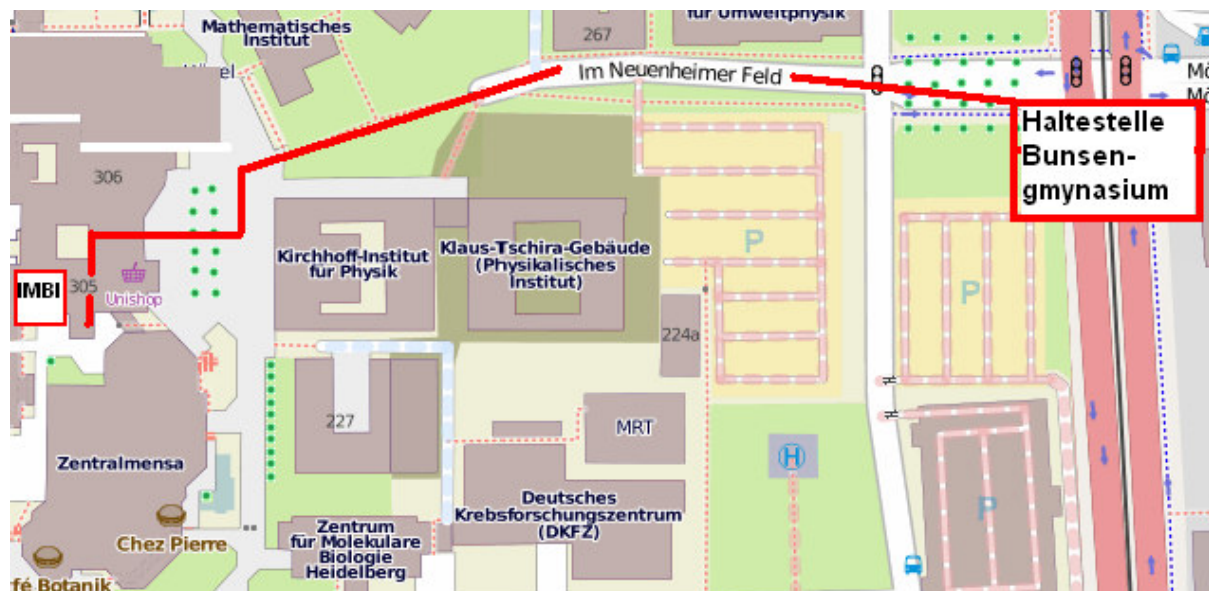 für Umweltphysik
Mathematisches
Institut
267
Im Neuenheimer Feld
Haltestelle
Bunsen-
gmynasium
306
Kirchhoff-Institut
für Physik
Klaus-Tschira-Gebäude
(Physikalisches
Institut)
P
IMBI
305
Unishop
P
224a
227
MRT
Zentralmensa
H
Deutsches
Krebsforschungszentrum
(DKFZ)
P
Zentrum
für Molekulare
Biologie
Heidelberg
Chez Pierre
Botanik